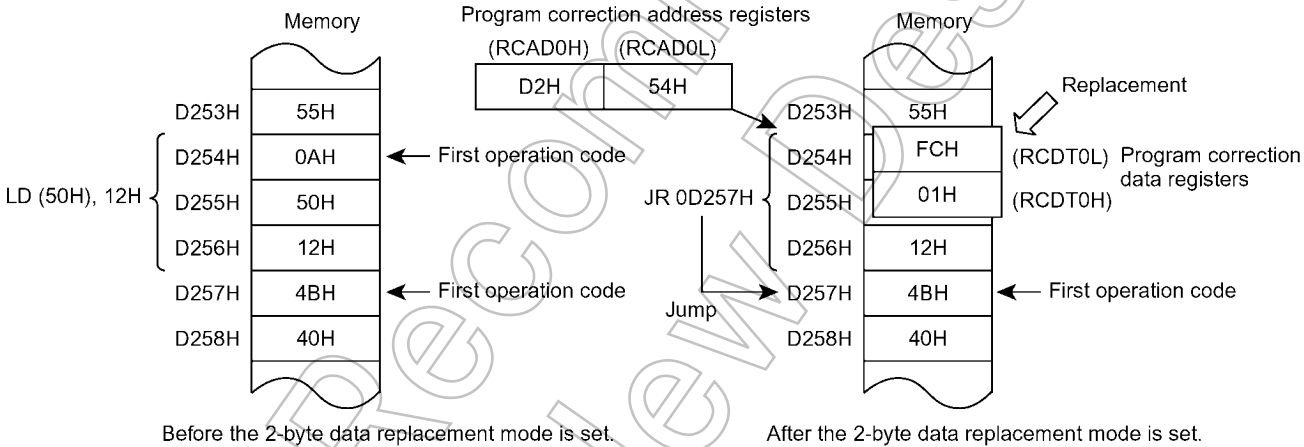 Memory
Program correction address registers
(RCAD0H) (RCAD0L)
D2H 54H
D253H 55H
D254H 0AH First operation code
LD (50H), 12H
D255H 50H
D256H 12H
D257H 4BH First operation code
D258H 40H
Before the 2-byte data replacement mode is set.
Memory
Replacement
D253H 55H
D254H FCH (RCDT0L)
Program correction
data registers
JR 0D257H
D255H 01H (RCDT0H)
D256H 12H
Jump
D257H 4BH First operation code
D258H 40H
After the 2-byte data replacement mode is set.